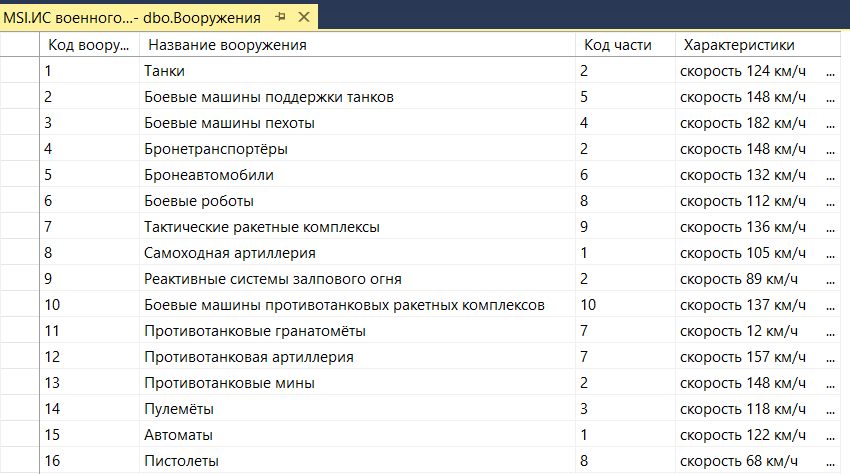 MSI.ИС военного...- dbo.Вооружения
Код воору... Название вооружения Код части Характеристики
1 Танки 2 скорость 124 км/ч ...
2 Боевые машины поддержки танков 5 скорость 148 км/ч ...
3 Боевые машины пехоты 4 скорость 182 км/ч ...
4 Бронетранспортёры 2 скорость 148 км/ч ...
5 Бронеавтомобили 6 скорость 132 км/ч ...
6 Боевые роботы 8 скорость 112 км/ч ...
7 Тактические ракетные комплексы 9 скорость 136 км/ч ...
8 Самоходная артиллерия 1 скорость 105 км/ч ...
9 Реактивные системы залпового огня 2 скорость 89 км/ч ...
10 Боевые машины противотанковых ракетных комплексов 10 скорость 137 км/ч ...
11 Противотанковые гранатомёты 7 скорость 12 км/ч ...
12 Противотанковая артиллерия 7 скорость 157 км/ч ...
13 Противотанковые мины 2 скорость 148 км/ч ...
14 Пулемёты 3 скорость 118 км/ч ...
15 Автоматы 1 скорость 122 км/ч ...
16 Пистолеты 8 скорость 68 км/ч ...